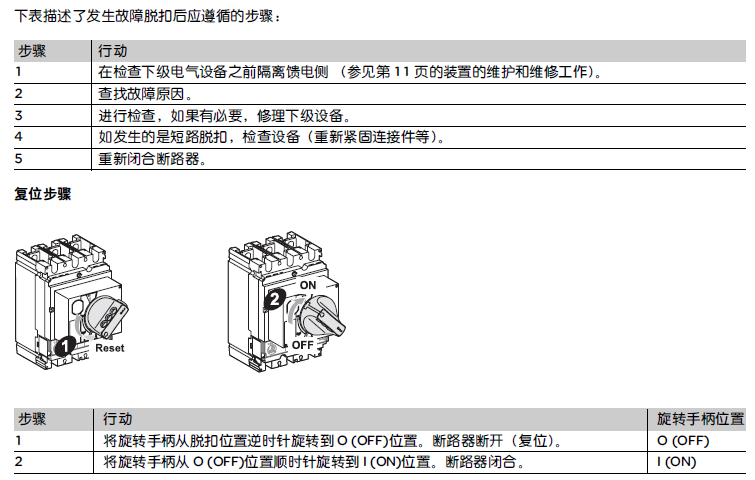 下表描述了发生故障脱扣后应遵循的步骤：
步骤 行动
1 在检查下级电气设备之前隔离馈电侧 （参见第 11 页的装置的维护和维修工作)。
2 查找故障原因。
3 进行检查，如果有必要，修理下级设备。
4 如发生的是短路脱扣，检查设备（重新紧固连接件等)。
5 重新闭合断路器。
复位步骤
1 Reset
2 ON
OFF
步骤 行动 旋转手柄位置
1 将旋转手柄从脱扣位置逆时针旋转到 O (OFF)位置。断路器断开（复位）。 O (OFF)
2 将旋转手柄从 O (OFF)位置顺时针旋转到 I (ON)位置。断路器闭合。 I (ON)